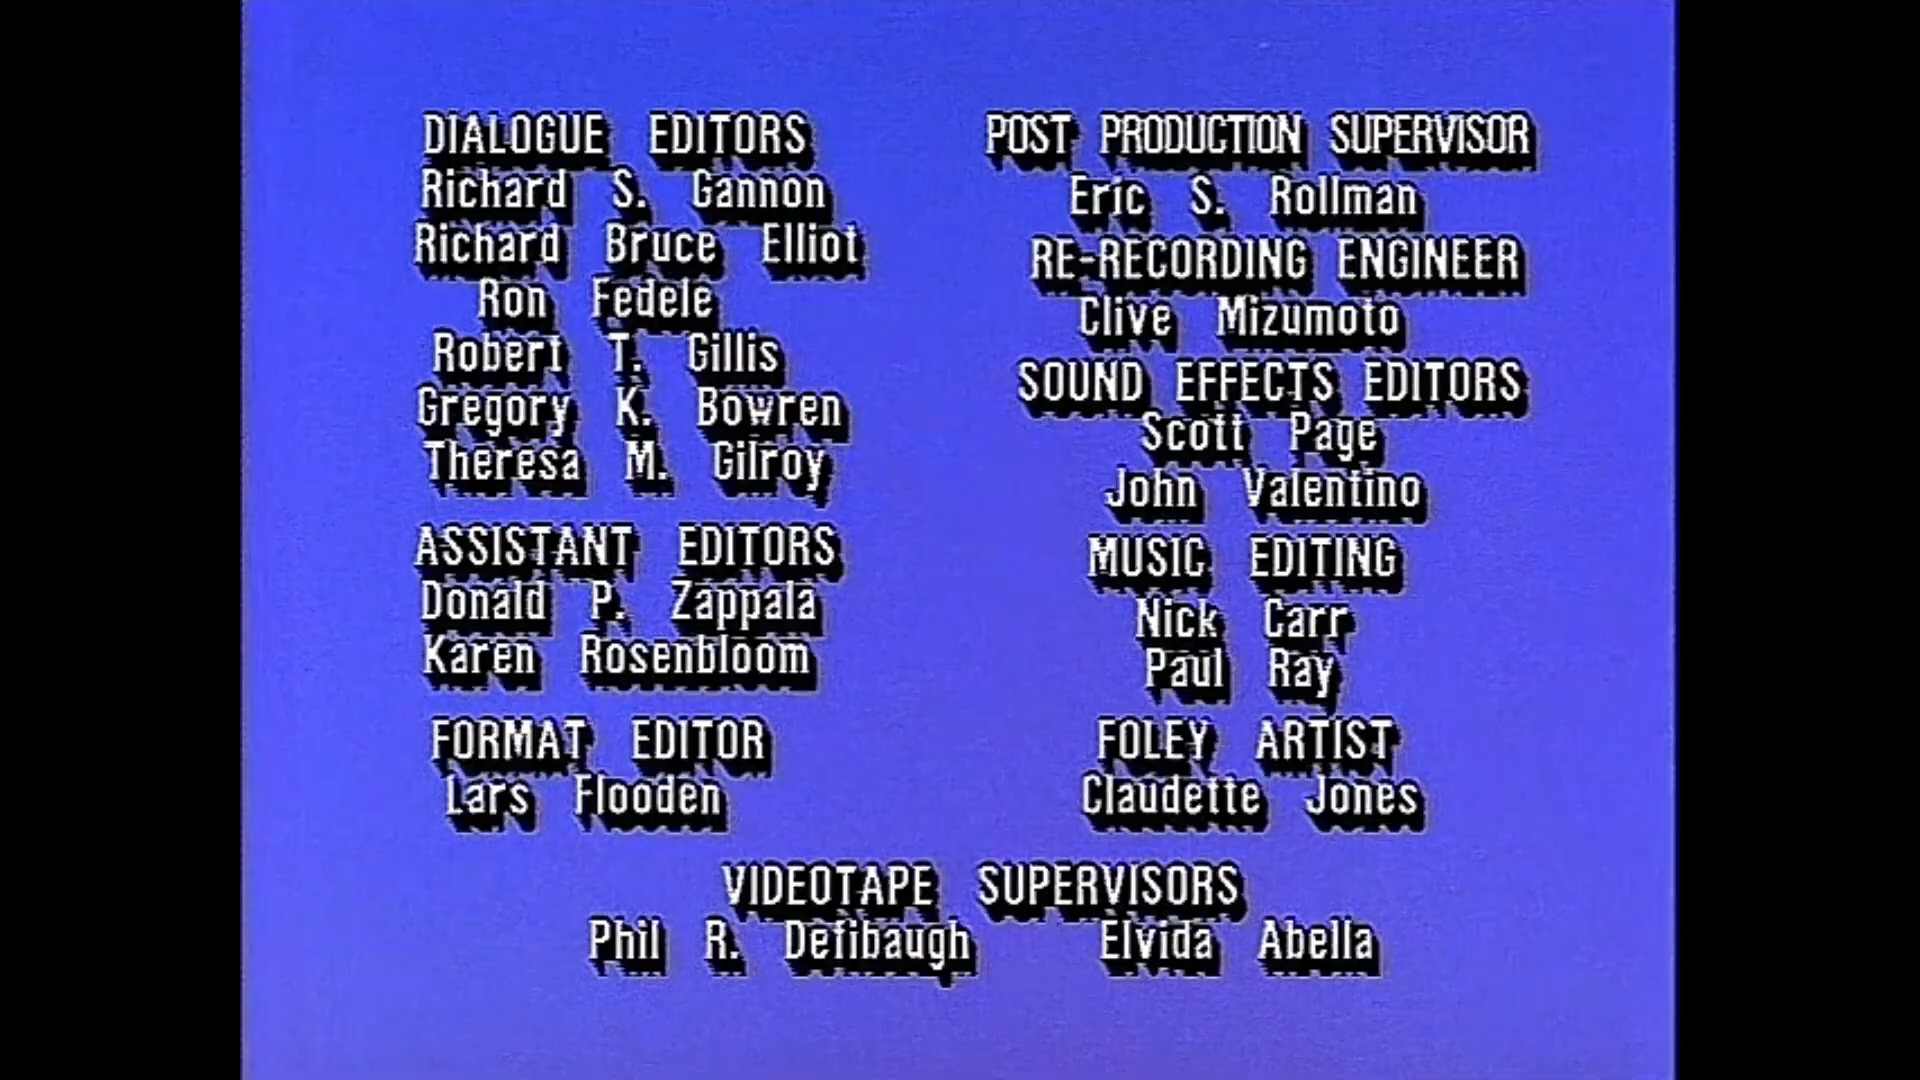 DIALOGUE EDITORS
Richard S. Gannon
Richard Bruce Elliot
Ron Fedele
Robert T. Gillis
Gregory K. Bowren
Theresa M. Gilroy
ASSISTANT EDITORS
Donald P. Zappala
Karen Rosenbloom
FORMAT EDITOR
Lars Flooden
POST PRODUCTION SUPERVISOR
Eric S. Rollman
RE-RECORDING ENGINEER
Clive Mizumoto
SOUND EFFECTS EDITORS
Scott Page
John Valentino
MUSIC EDITING
Nick Carr
Paul Ray
FOLEY ARTIST
Claudette Jones
VIDEOTAPE SUPERVISORS
Phil R. Defibaugh Elvida Abella